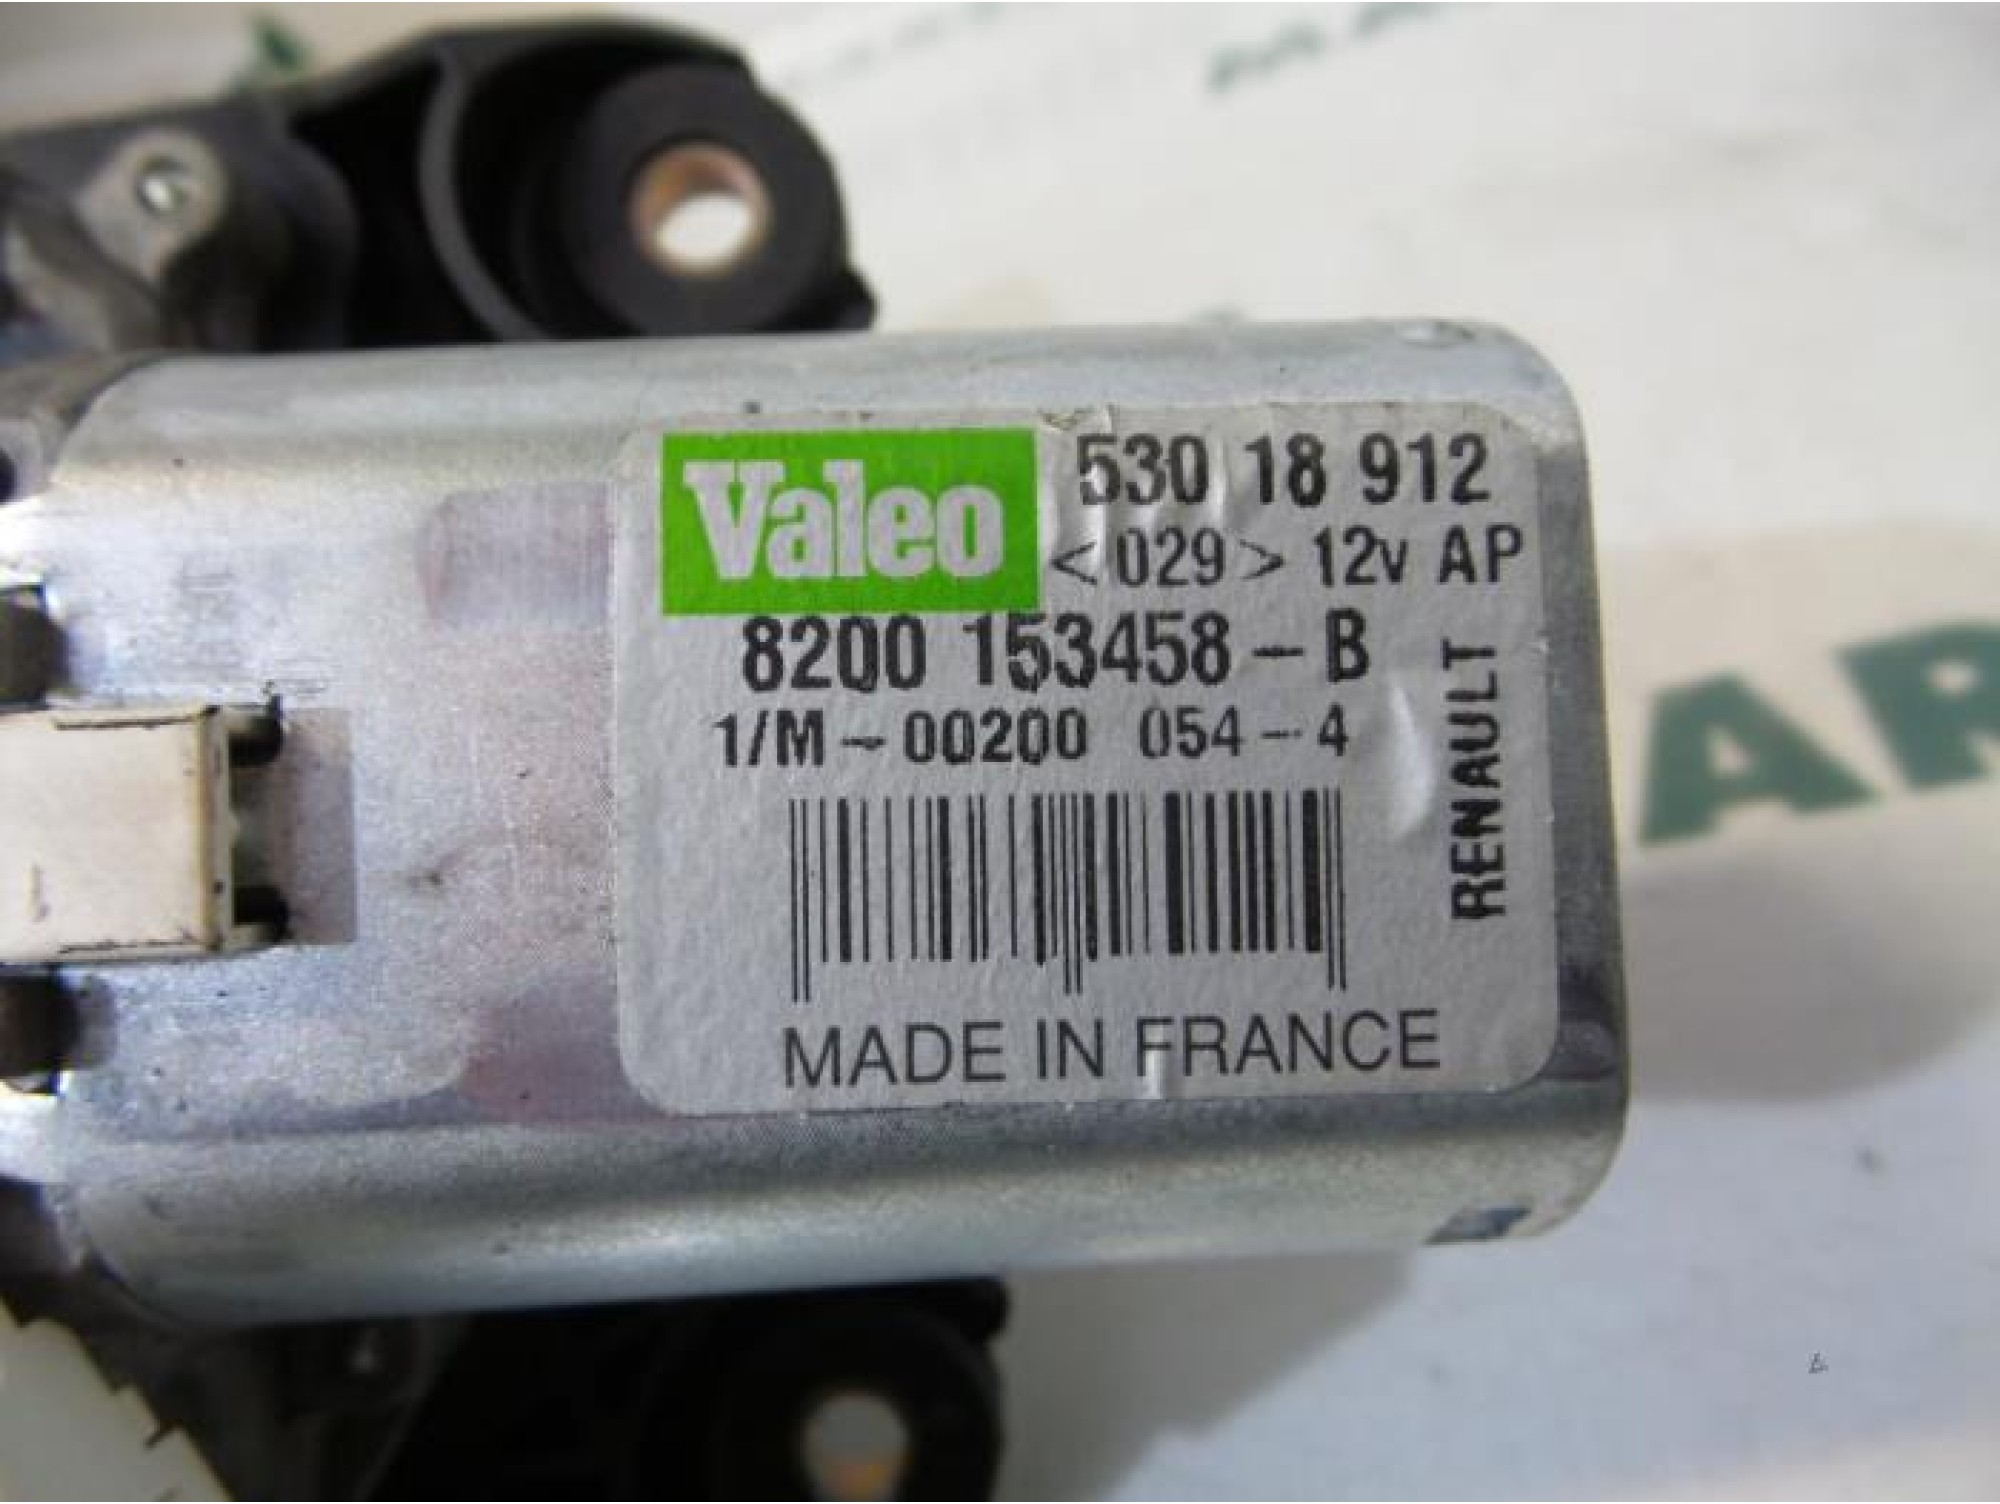 Valeo
530 18 912
<029> 12v AP
8200 153458-B
1/M-00200 054-4
RENAULT
MADE IN FRANCE